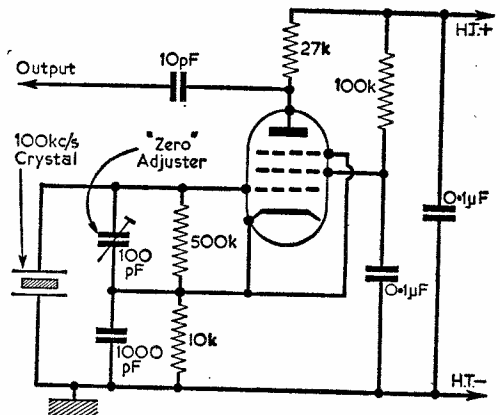 H.T.+
27k
10pF
Output
100k
100kc/s
Crystal
"Zero"
Adjuster
0·1µF
500k
100
pF
0·1µF
1000
pF
10k
H.T.-